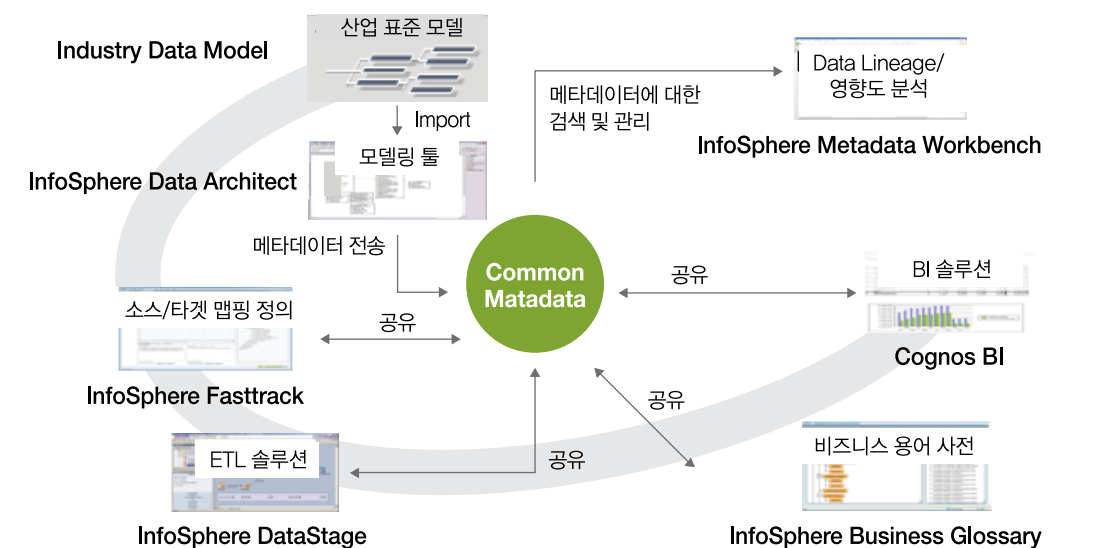 Industry Data Model
산업 표준 모델
Import
InfoSphere Data Architect
모델링 툴
메타데이터 전송
Common
Matadata
메타데이터에 대한
검색 및 관리
Data Lineage/
영향도 분석
InfoSphere Metadata Workbench
공유
BI 솔루션
Cognos BI
소스/타겟 맵핑 정의
공유
InfoSphere Fasttrack
ETL 솔루션
공유
InfoSphere DataStage
공유
비즈니스 용어 사전
InfoSphere Business Glossary